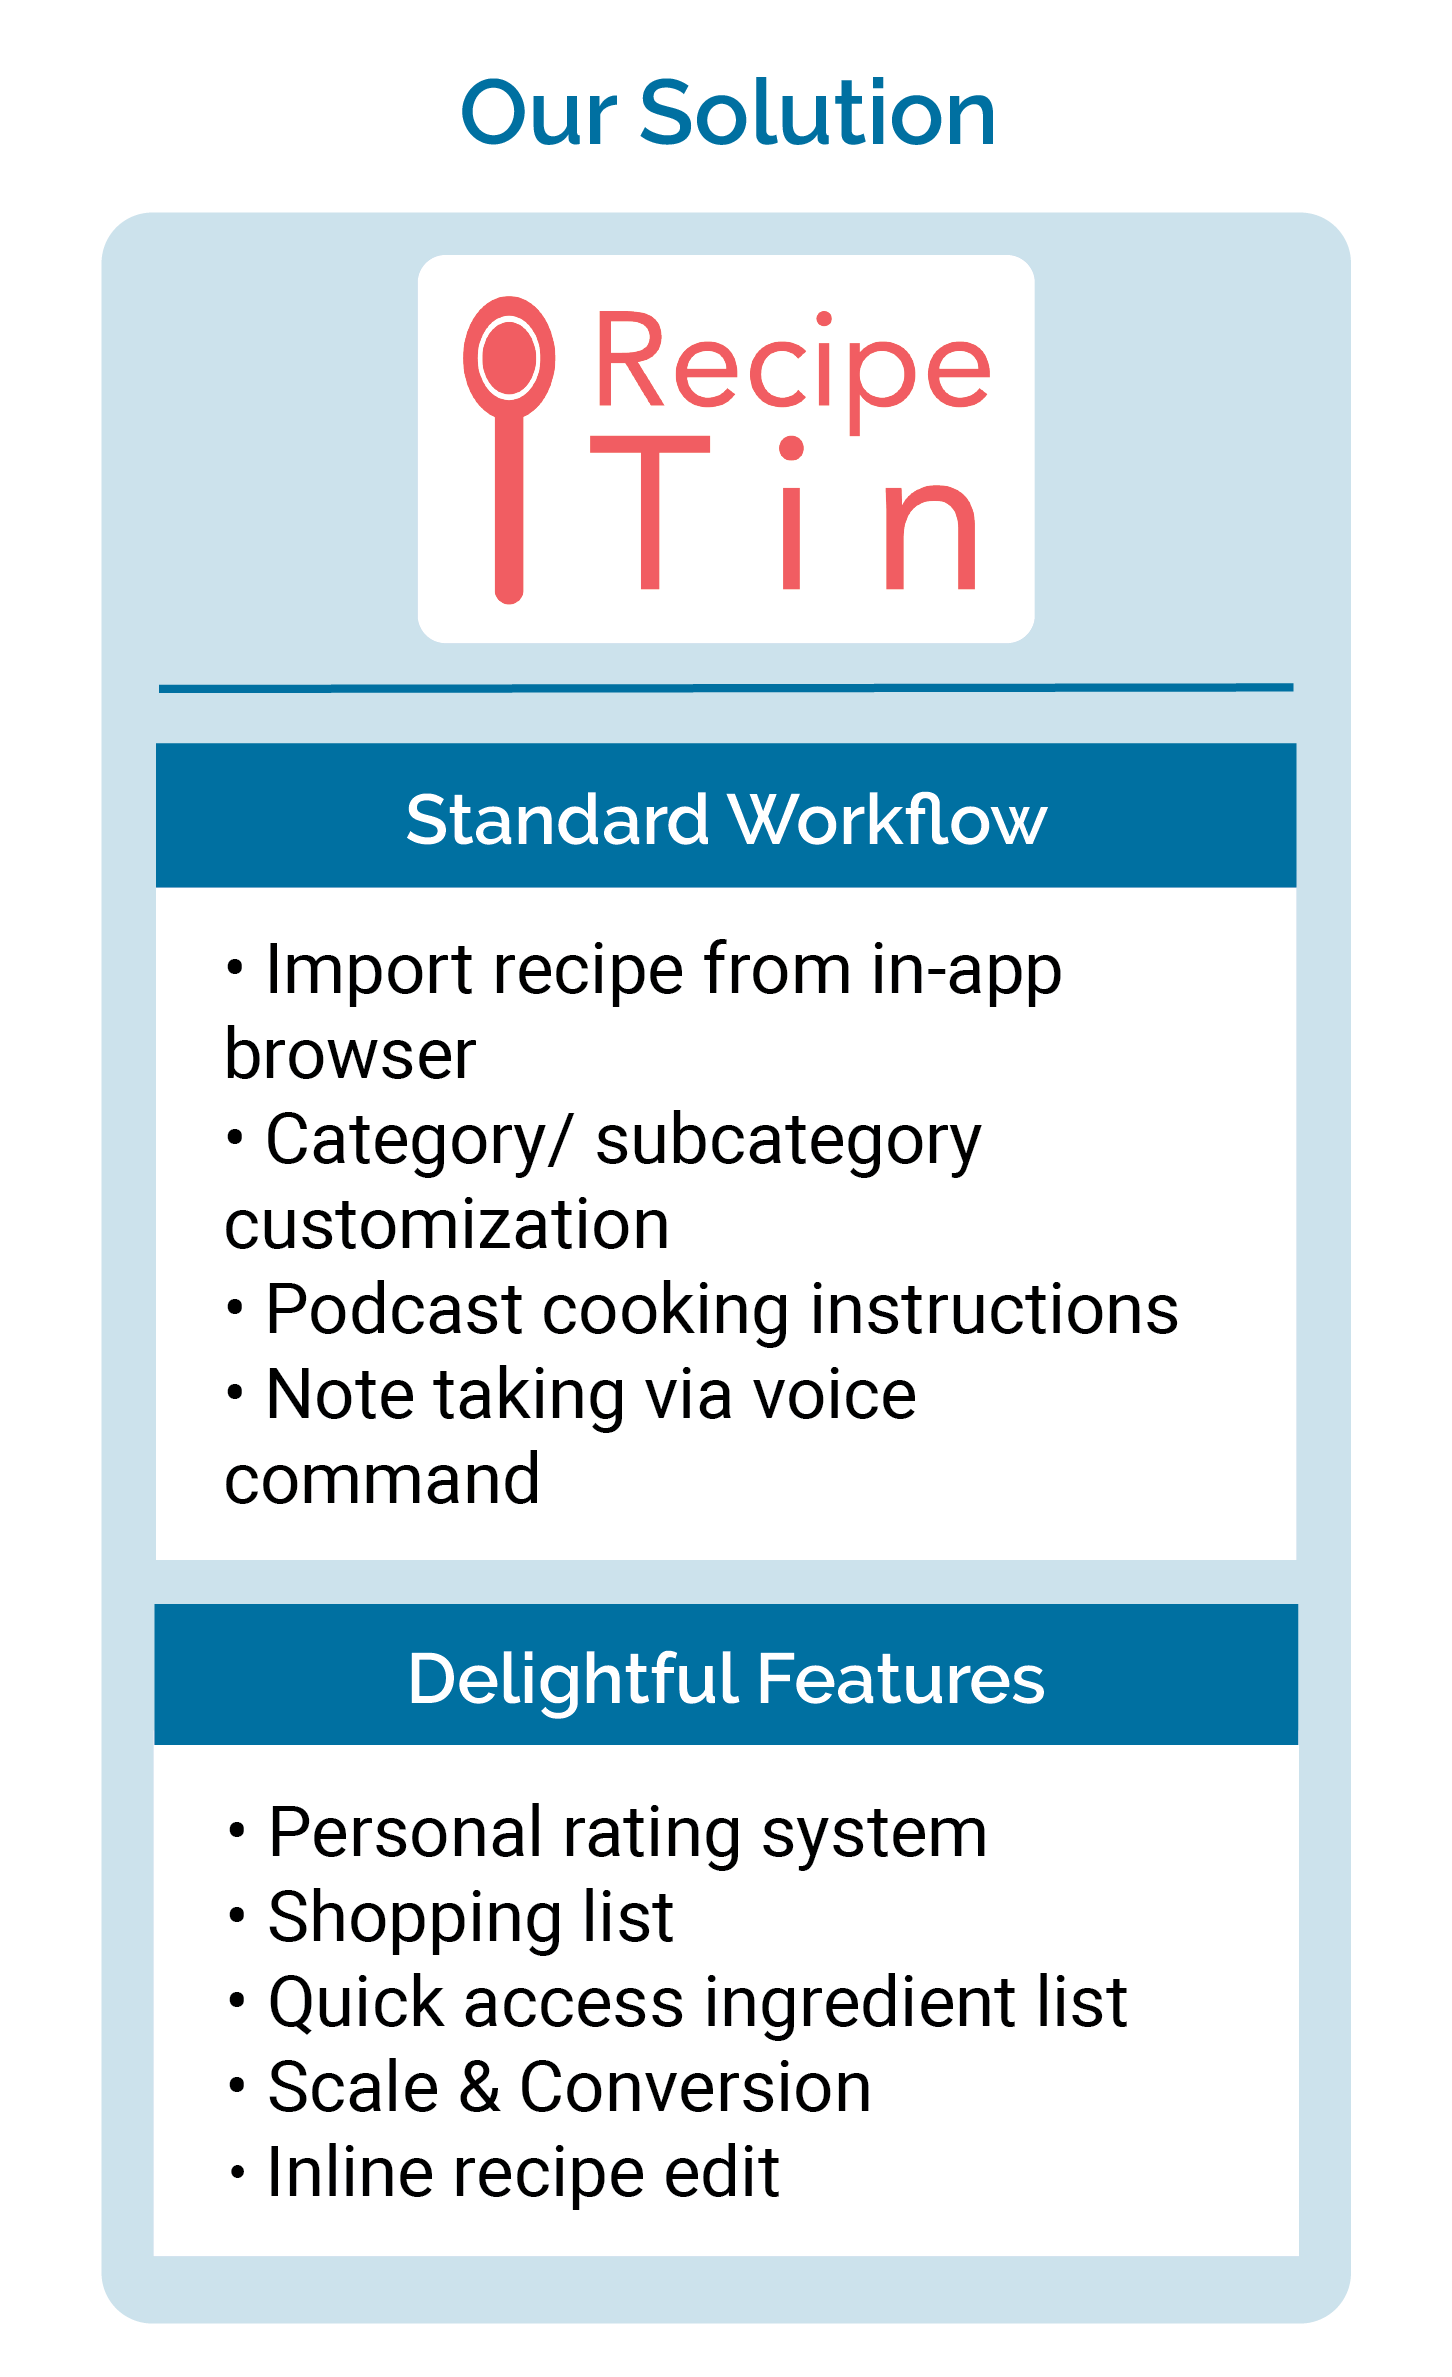 Our Solution
Recipe
Tin
Standard Workflow
• Import recipe from in-app
browser
• Category/ subcategory
customization
• Podcast cooking instructions
• Note taking via voice
command
Delightful Features
• Personal rating system
• Shopping list
• Quick access ingredient list
• Scale & Conversion
• Inline recipe edit